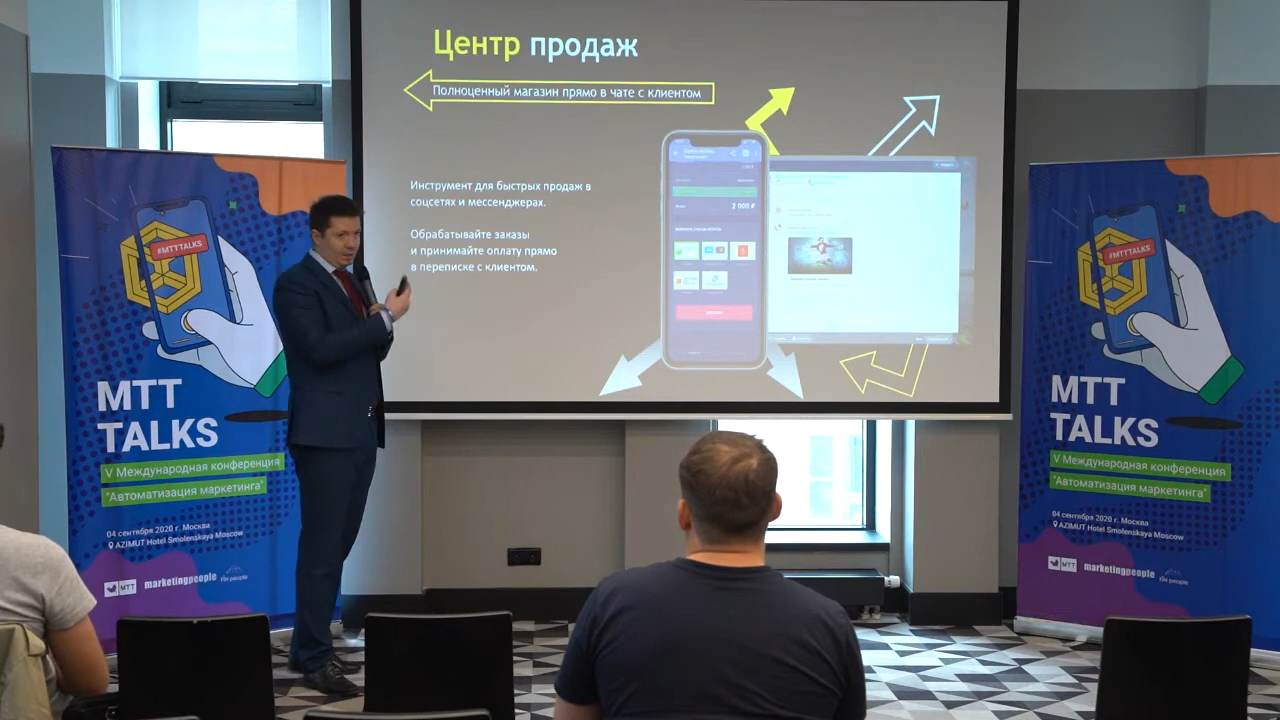 Центр продаж
Полноценный магазин прямо в чате с клиентом
Инструмент для быстрых продаж в
соцсетях и мессенджерах.
Обрабатывайте заказы
и принимайте оплату прямо
в переписке с клиентом.
2 000 ₽
#MTTTALKS
MTT
TALKS
V Международная конференция
"Автоматизация маркетинга"
04 сентября 2020 г. Москва
AZIMUT Hotel Smolenskaya Moscow
MTT
marketingpeople
#MTTTALKS
MTT
TALKS
V Международная конференция
"Автоматизация маркетинга"
04 сентября 2020 г. Москва
AZIMUT Hotel Smolenskaya Moscow
MTT
marketingpeople